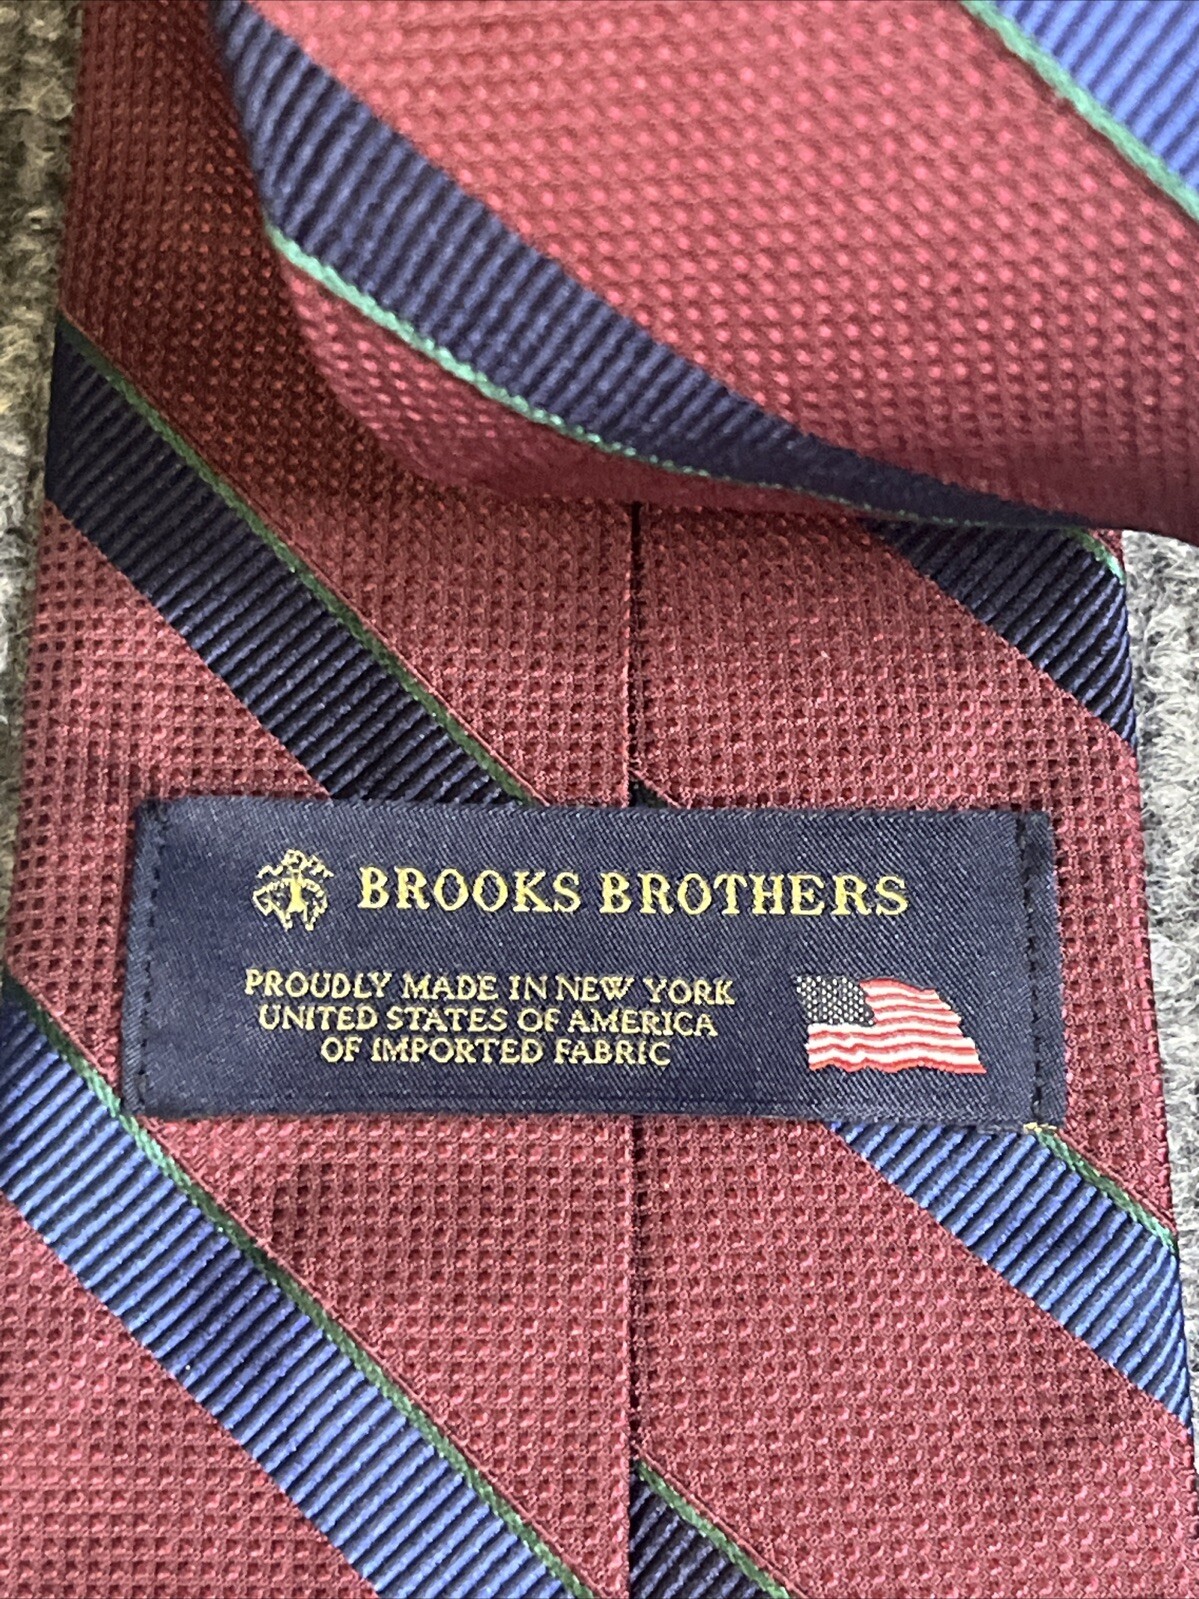 BROOKS BROTHERS
PROUDLY MADE IN NEW YORK
UNITED STATES OF AMERICA
OF IMPORTED FABRIC